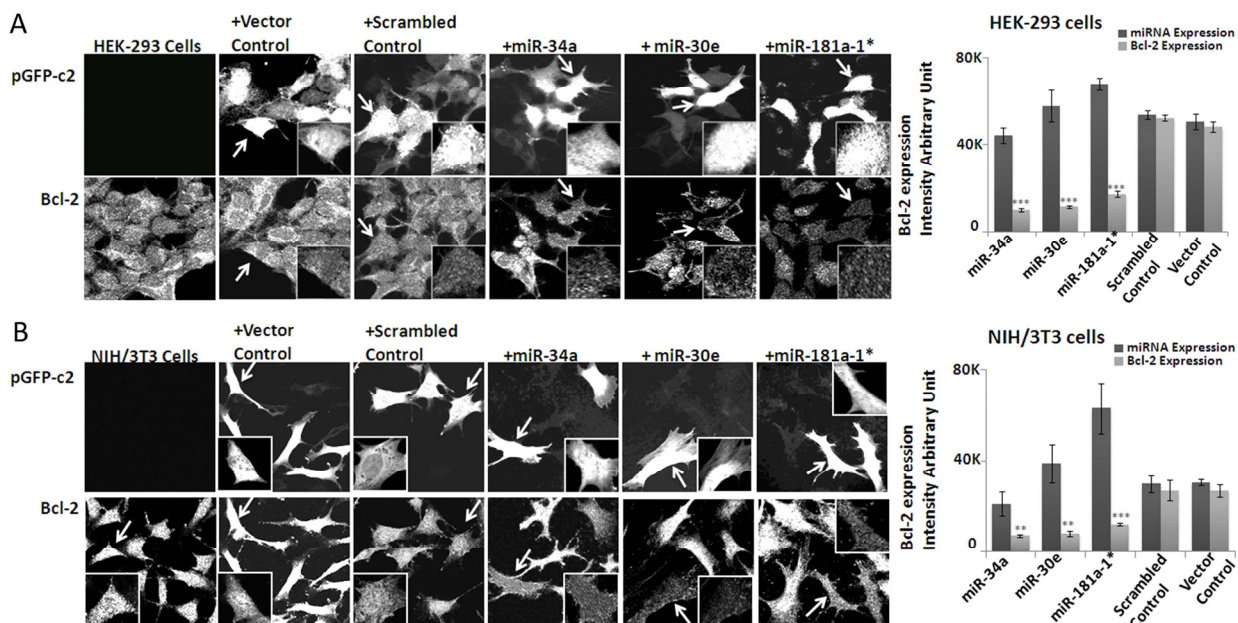 A
HEK-293 Cells
+Vector
Control
+Scrambled
Control
+miR-34a
+ miR-30e
+miR-181a-1*
pGFP-c2
Bcl-2
HEK-293 cells
miRNA Expression
Bcl-2 Expression
Bcl-2 expression
Intensity Arbitrary Unit
80K
40K
0
***
***
***
miR-34a
miR-30e
miR-181a-1*
Scrambled
Control
Vector
Control
B
NIH/3T3 Cells
+Vector
Control
+Scrambled
Control
+miR-34a
+ miR-30e
+miR-181a-1*
pGFP-c2
Bcl-2
NIH/3T3 cells
miRNA Expression
Bcl-2 Expression
Bcl-2 expression
Intensity Arbitrary Unit
80K
40K
0
**
**
***
miR-34a
miR-30e
miR-181a-1*
Scrambled
Control
Vector
Control